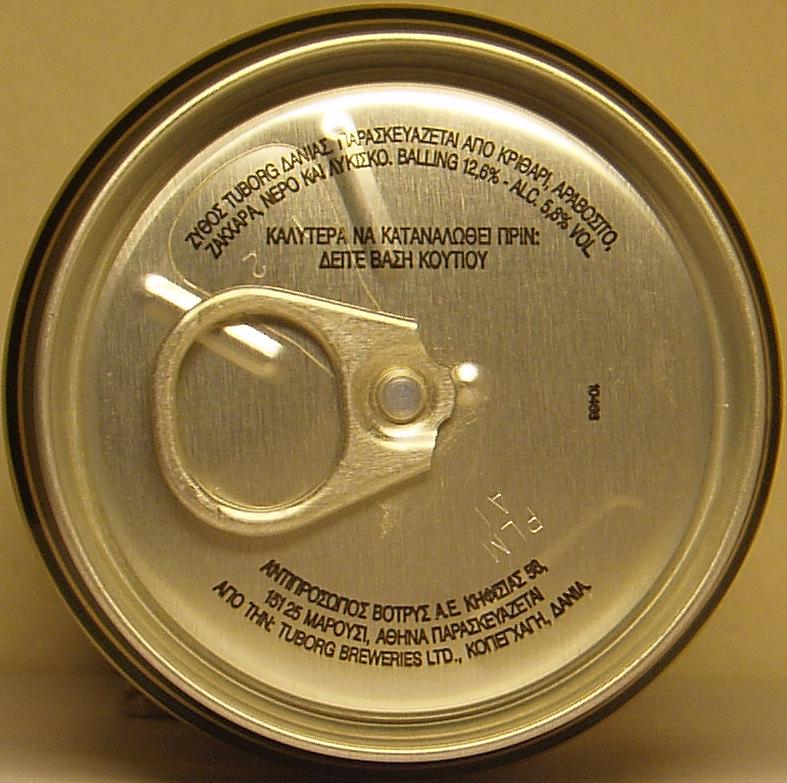 ΖΥΘΟΣ TUBORG ΔΑΝΙΑΣ ΠΑΡΑΣΚΕΥΑΖΕΤΑΙ ΑΠΟ ΚΡΙΘΑΡΙ, ΑΡΑΒΟΣΙΤΟ,
ΖΑΚΧΑΡΑ, ΝΕΡΟ ΚΑΙ ΛΥΚΙΣΚΟ. BALLING 12,6% - ALC. 5,8% VOL.
ΚΑΛΥΤΕΡΑ ΝΑ ΚΑΤΑΝΑΛΩΘΕΙ ΠΡΙΝ:
ΔΕΙΤΕ ΒΑΣΗ ΚΟΥΤΙΟΥ
PLM
ΑΝΤΙΠΡΟΣΩΠΟΣ ΒΟΤΡΥΣ Α.Ε. ΚΗΦΙΣΙΑΣ
151 25 ΜΑΡΟΥΣΙ, ΑΘΗΝΑ ΠΑΡΑΣΚΕΥΑΖΕΤΑΙ
ΑΠΟ ΤΗΝ: TUBORG BREWERIES LTD., ΚΟΠΕΓΧΑΓΗ, ΔΑΝΙΑ.